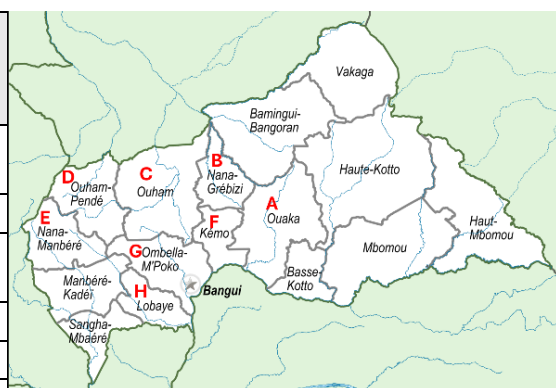 Vakaga
Bamingui-
Bangoran
B
Nana-
Grébizi
Haute-Kotto
C
Ouham
D
Ouham-
Pendé
A
Ouaka
E
Nana-
Manbéré
F
Kémo
Haut-
Mbomou
G
Ombella-
M'Poko
Mbomou
Basse-
Kotto
Manbéré-
Kadéï
H
Lobaye
Bangui
Sangha-
Mbaéré